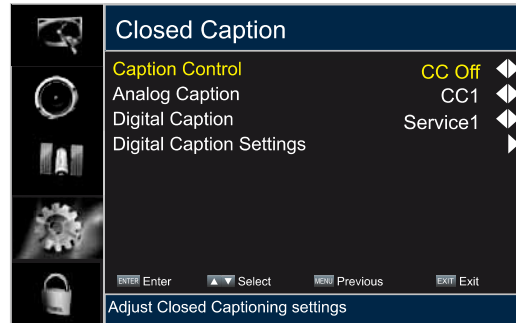 Closed Caption
Caption Control CC Off
Analog Caption CC1
Digital Caption Service1
Digital Caption Settings
ENTER Enter Select MENU Previous EXIT Exit
Adjust Closed Captioning settings